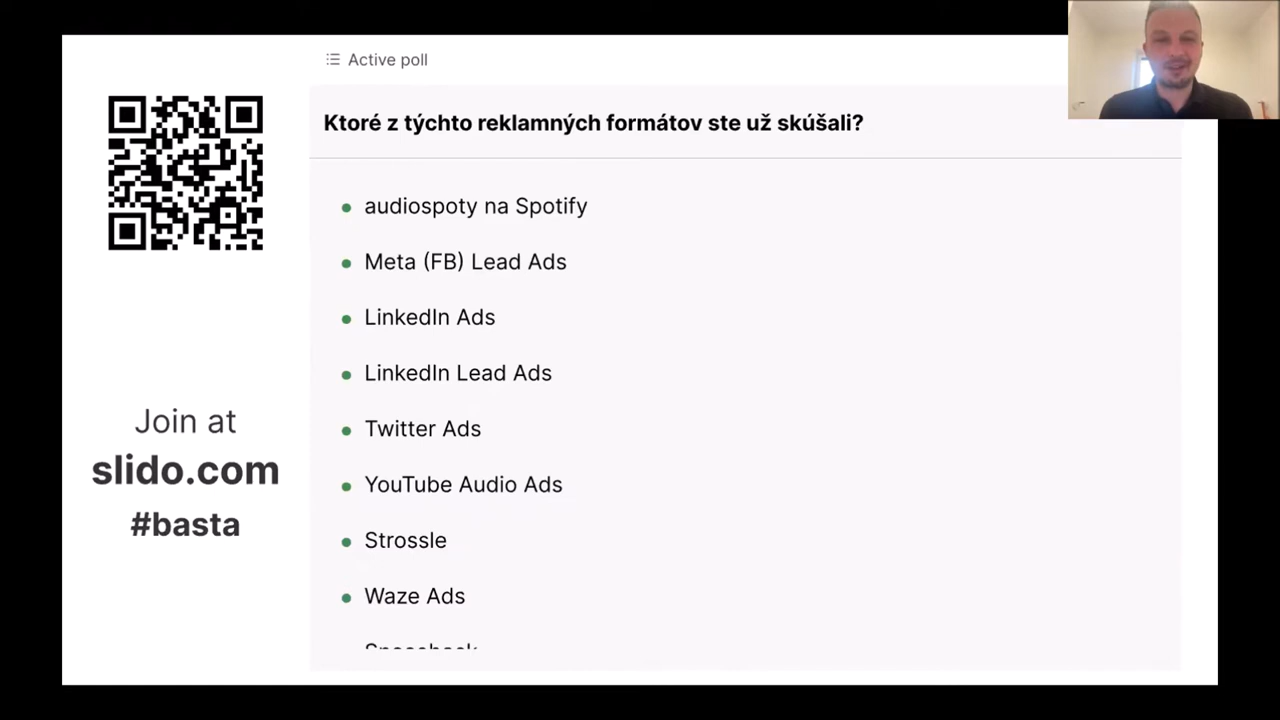 Active poll
Ktoré z týchto reklamných formátov ste už skúšali?
audiospoty na Spotify
Meta (FB) Lead Ads
LinkedIn Ads
LinkedIn Lead Ads
Twitter Ads
YouTube Audio Ads
Strossle
Waze Ads
Join at
slido.com
#basta